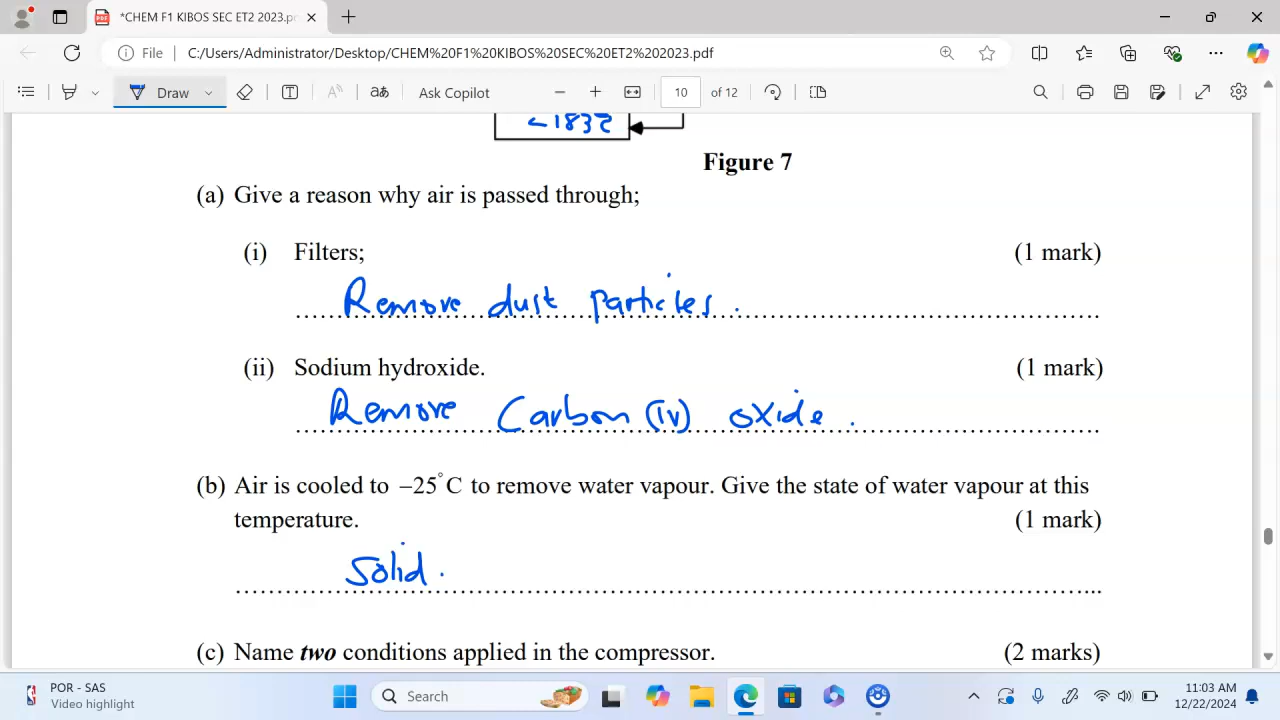 *CHEM F1 KIBOS SEC ET2 2023.p
File C:/Users/Administrator/Desktop/CHEM%20F1%20KIBOS%20SEC%20ET2%202023.pdf
Draw Ask Copilot 10 of 12
Figure 7
(a) Give a reason why air is passed through;
(i) Filters; (1 mark)
Remove dust particles.
(ii) Sodium hydroxide. (1 mark)
Remove Carbon (iv) oxide.
(b) Air is cooled to −25°C to remove water vapour. Give the state of water vapour at this
temperature. (1 mark)
Solid.
(c) Name two conditions applied in the compressor. (2 marks)
POR - SAS
Video highlight
Search
11:03 AM
12/22/2024